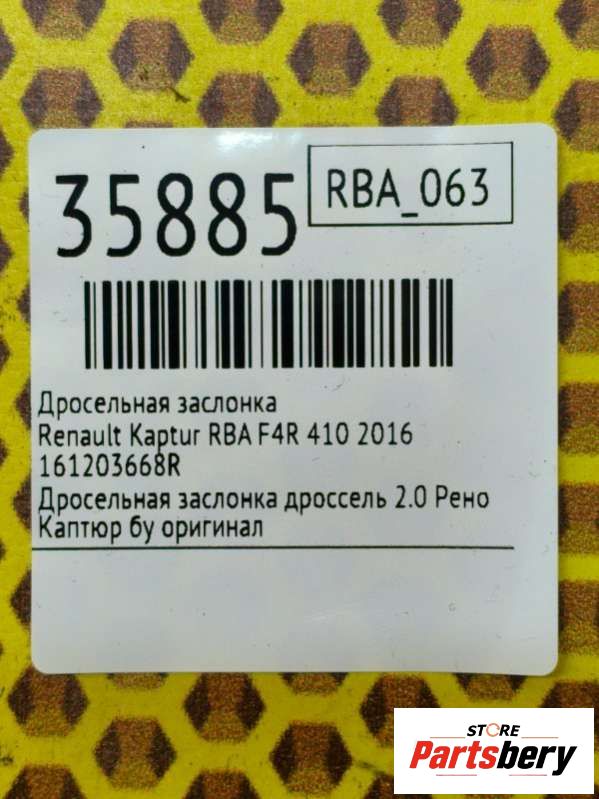 35885
RBA_063
Дросельная заслонка
Renault Kaptur RBA F4R 410 2016
161203668R
Дросельная заслонка дроссель 2.0 Рено
Каптюр бу оригинал
STORE
Partsbery